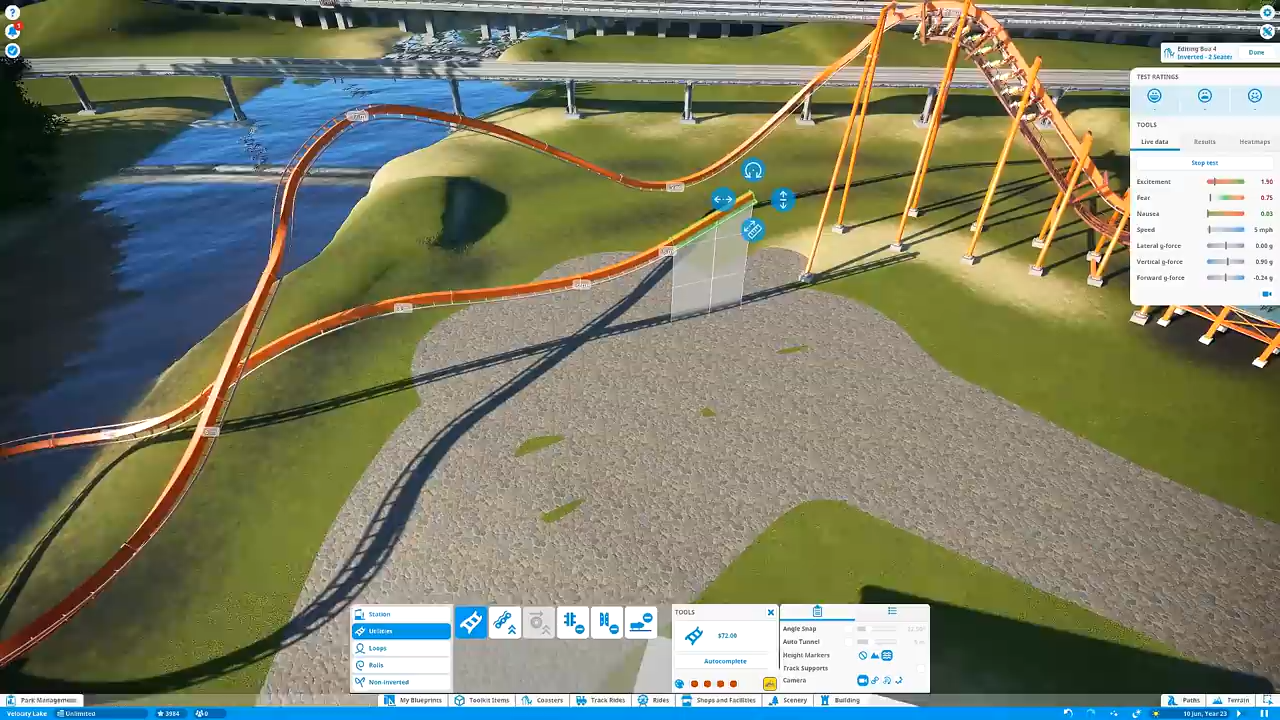 Editing Boa 4
Inverted - 2 Seater
Done
TEST RATINGS
TOOLS
Live data
Results
Heatmaps
Stop test
Excitement 1.90
Fear 0.75
Nausea 0.03
Speed 5 mph
Lateral g-force 0.00 g
Vertical g-force 0.90 g
Forward g-force -0.24 g
Station
Utilities
Loops
Rolls
Non-inverted
TOOLS
$72.00
Autocomplete
Angle Snap
Auto Tunnel
Height Markers
Track Supports
Camera
Park Management
My Blueprints
Toolkit Items
Coasters
Track Rides
Rides
Shops and Facilities
Scenery
Building
Paths
Terrain
Velocity Lake
Unlimited
3984
0
10 Jun, Year 23